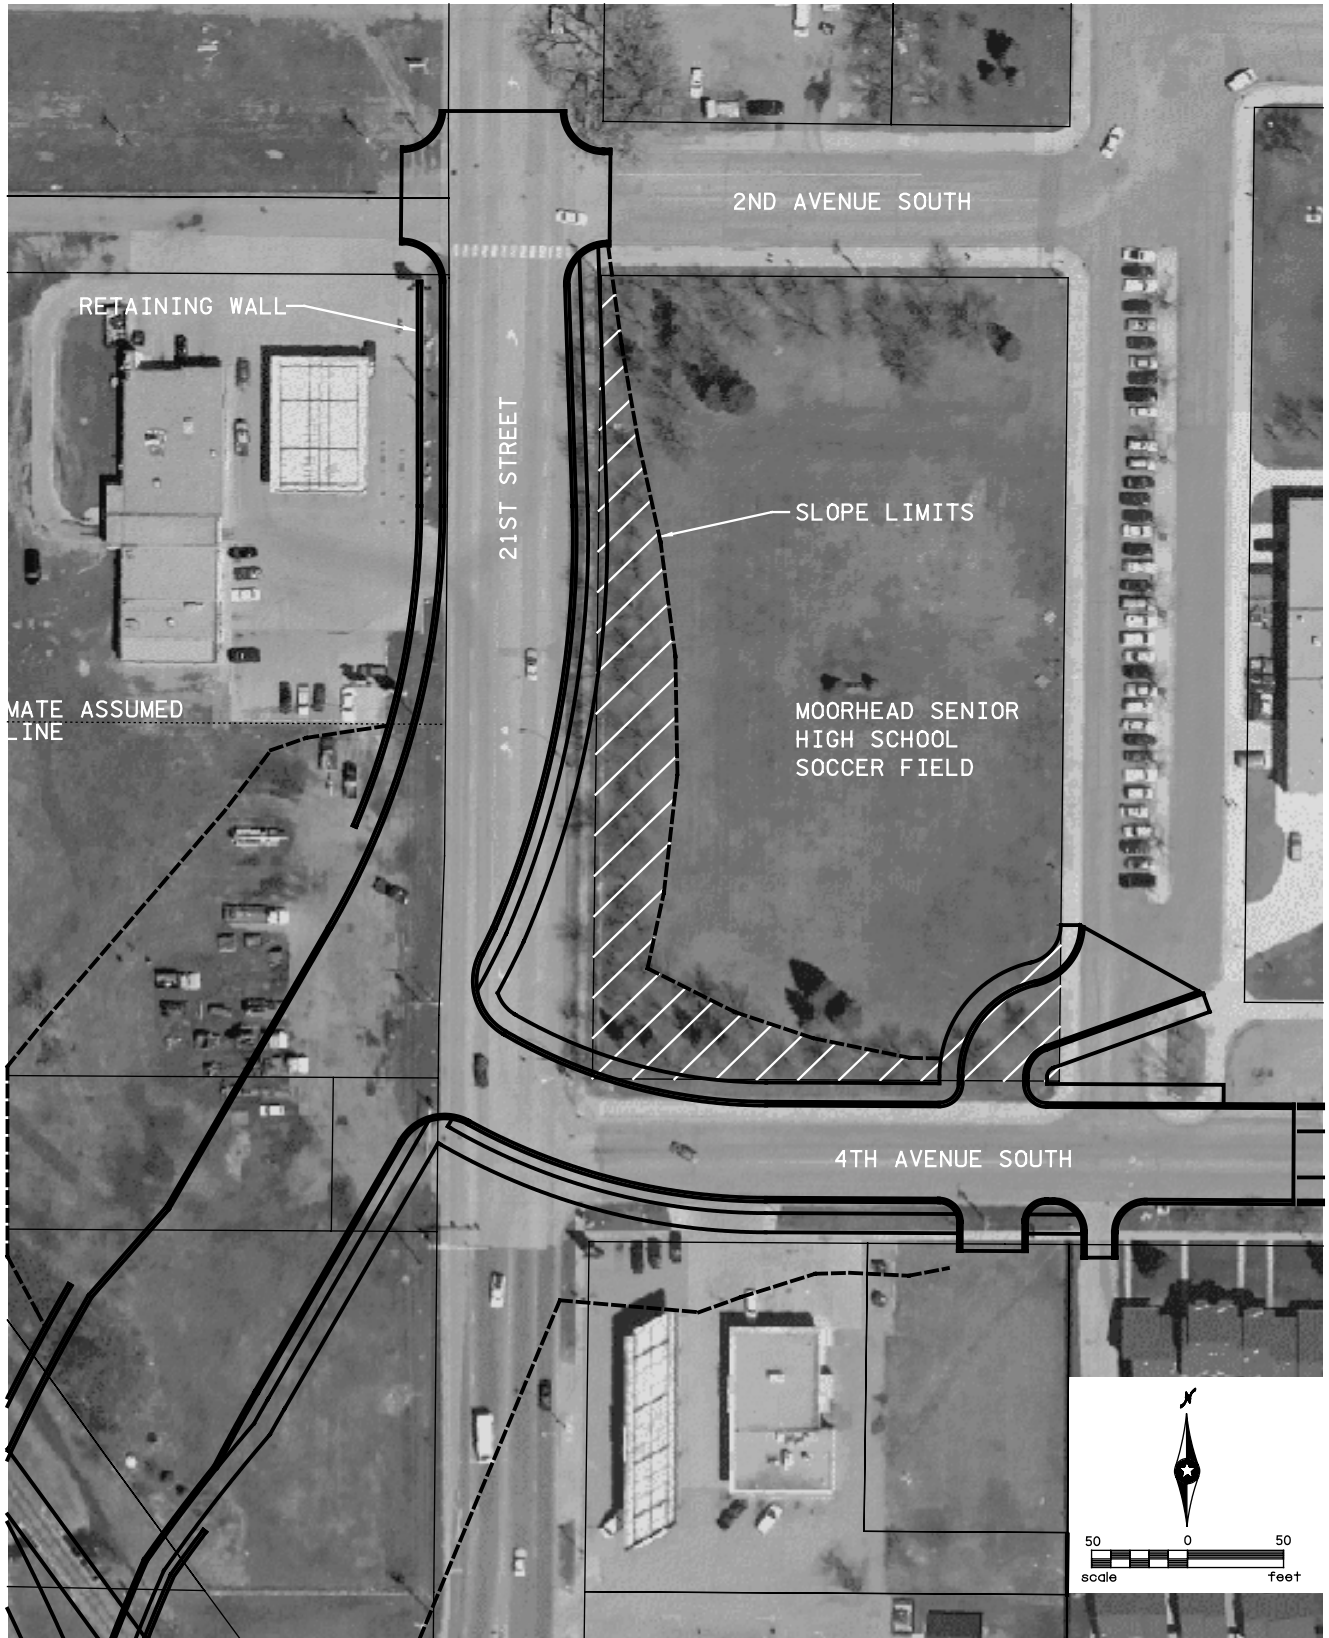 2ND AVENUE SOUTH
RETAINING WALL
21ST STREET
SLOPE LIMITS
MATE ASSUMED
LINE
MOORHEAD SENIOR
HIGH SCHOOL
SOCCER FIELD
4TH AVENUE SOUTH
N
50 0 50
scale feet